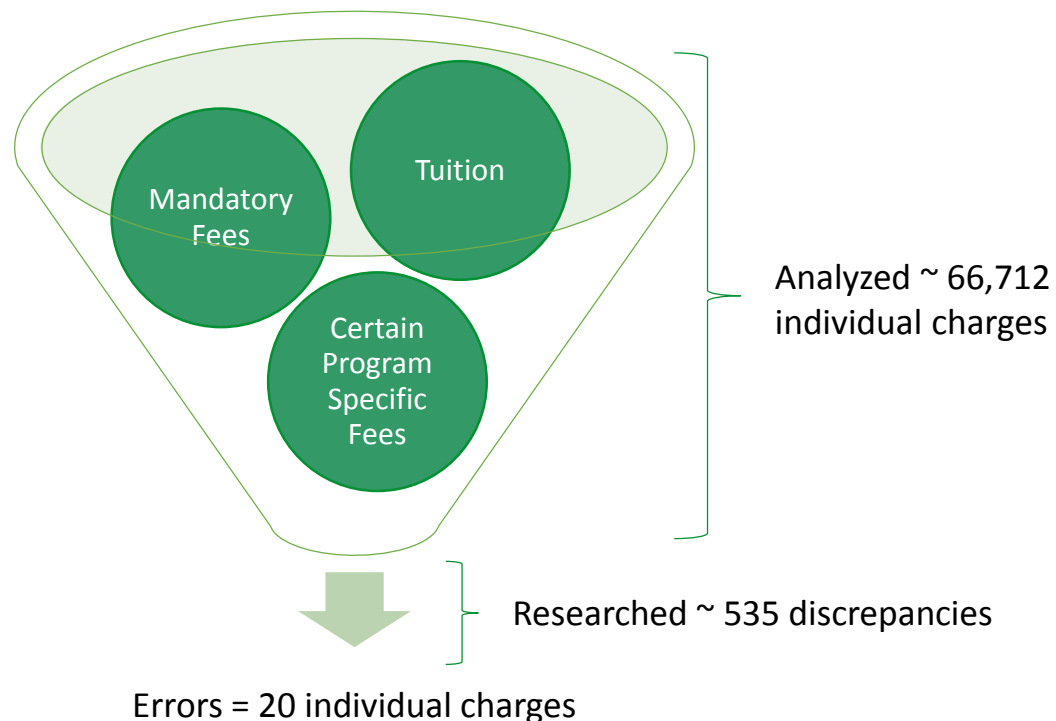 Mandatory
Fees
Tuition
Certain
Program
Specific
Fees
Analyzed ~ 66,712
individual charges
Researched ~ 535 discrepancies
Errors = 20 individual charges